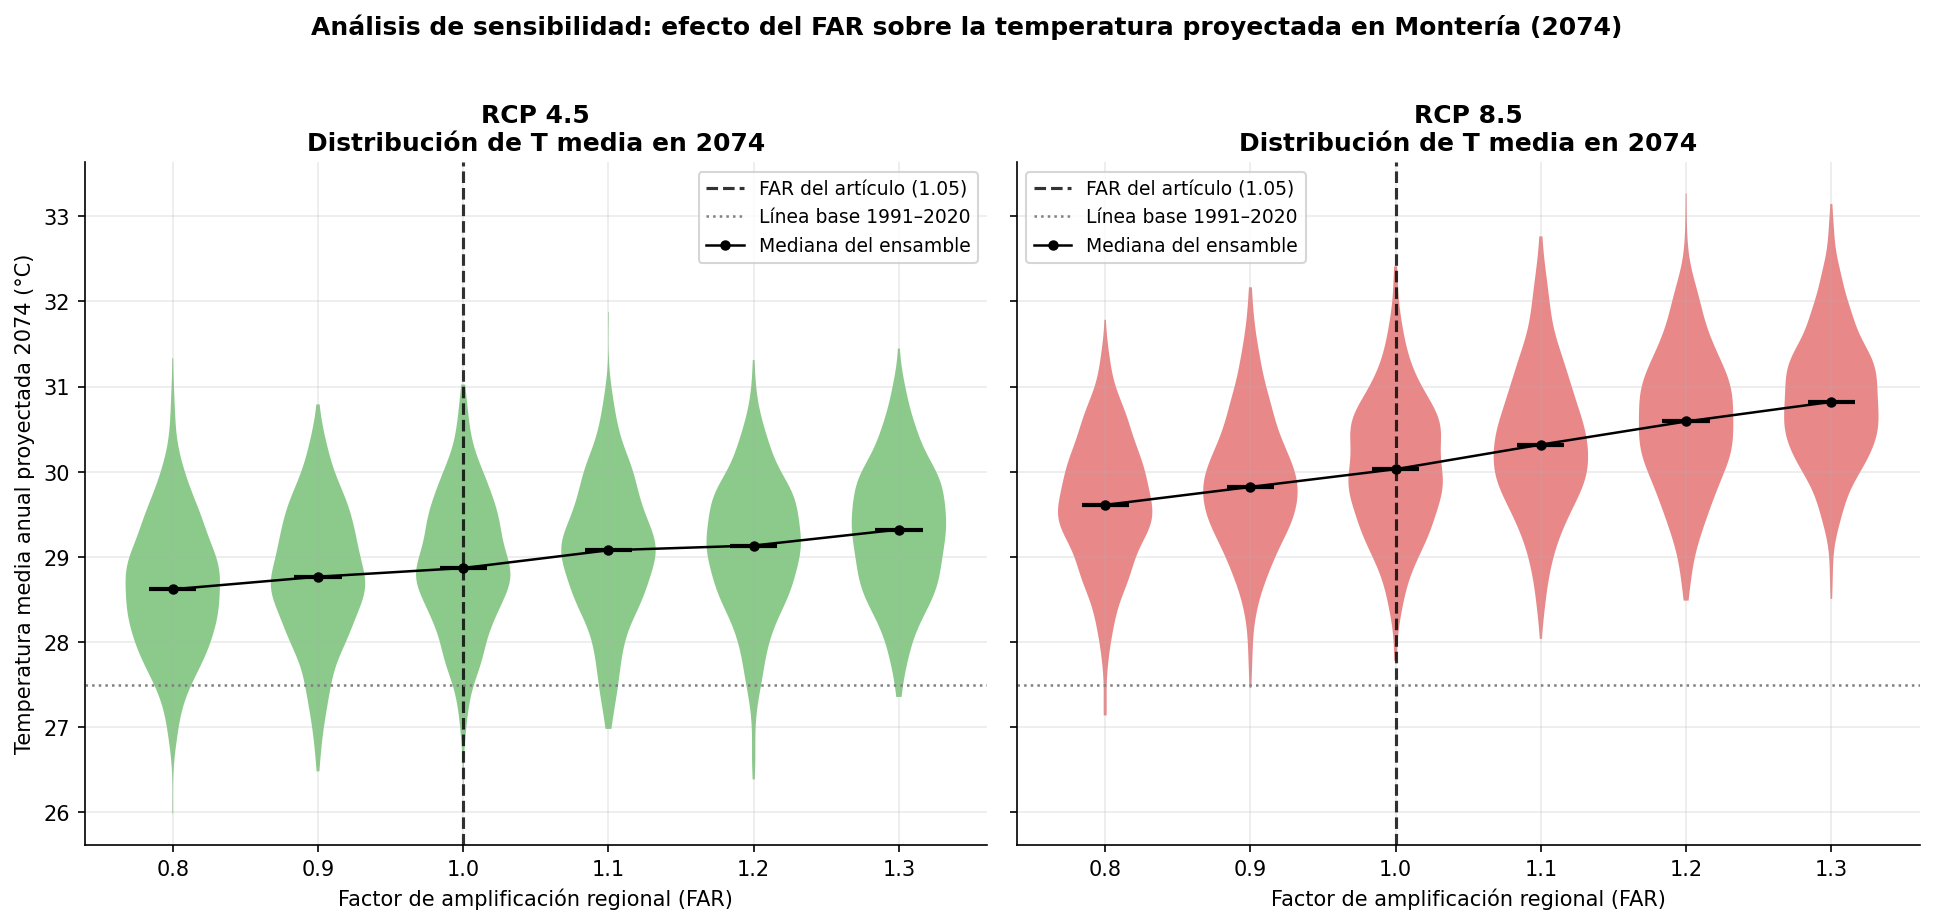 Análisis de sensibilidad: efecto del FAR sobre la temperatura proyectada en Montería (2074)
RCP 4.5
Distribución de T media en 2074
FAR del artículo (1.05)
Línea base 1991–2020
Mediana del ensamble
Temperatura media anual proyectada 2074 (°C)
33
32
31
30
29
28
27
26
0.8 0.9 1.0 1.1 1.2 1.3
Factor de amplificación regional (FAR)
RCP 8.5
Distribución de T media en 2074
FAR del artículo (1.05)
Línea base 1991–2020
Mediana del ensamble
0.8 0.9 1.0 1.1 1.2 1.3
Factor de amplificación regional (FAR)